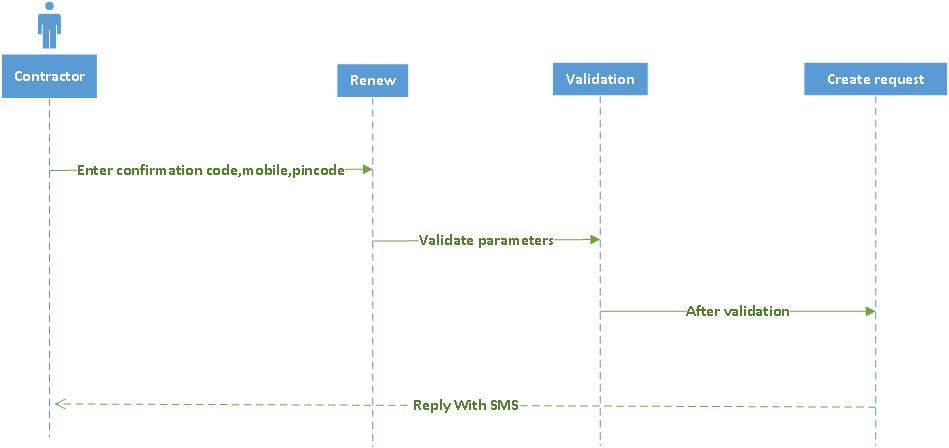 Contractor
Renew
Validation
Create request
Enter confirmation code,mobile,pincode
Validate parameters
After validation
Reply With SMS